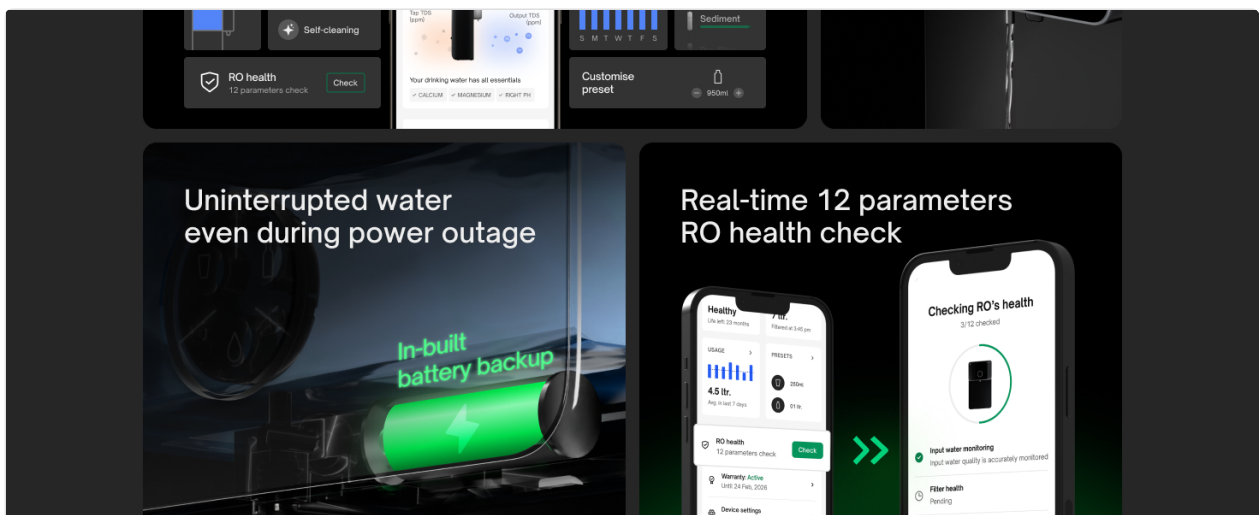 Tap TDS
(ppm)
Output TDS
(ppm)
Self-cleaning
RO health
12 parameters check
Check
Your drinking water has all essentials
✓ CALCIUM
✓ MAGNESIUM
✓ RIGHT PH
S M T W T F S
Sediment
Customise
preset
950ml
Uninterrupted water
even during power outage
In-built
battery backup
Real-time 12 parameters
RO health check
Healthy
Life left: 23 months
7 ltr.
Filtered at 3:45 pm
USAGE
4.5 ltr.
Avg. in last 7 days
PRESETS
250ml
01 ltr
RO health
12 parameters check
Check
Warranty: Active
Until 24 Feb, 2026
Device settings
Checking RO's health
3/12 checked
Input water monitoring
Input water quality is accurately monitored
Filter health
Pending